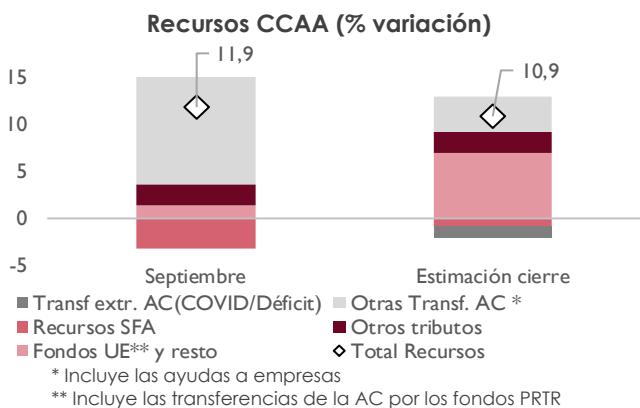 Recursos CCAA (% variación)
11,9
10,9
15
10
5
0
-5
Septiembre
Estimación cierre
Transf extr. AC(COVID/Déficit)
Otras Transf. AC *
Recursos SFA
Otros tributos
Fondos UE** y resto
Total Recursos
* Incluye las ayudas a empresas
** Incluye las transferencias de la AC por los fondos PRTR